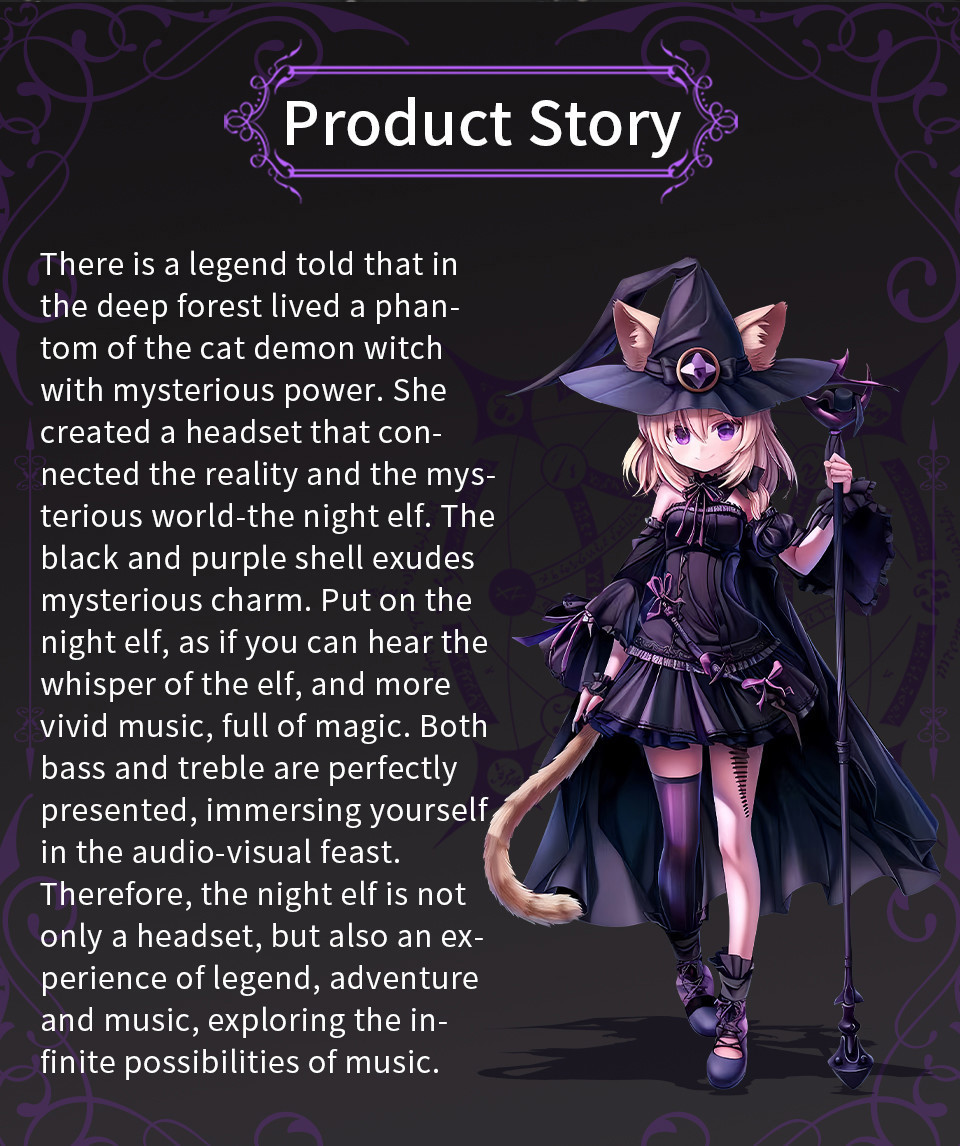 Product Story
There is a legend told that in
the deep forest lived a phan-
tom of the cat demon witch
with mysterious power. She
created a headset that con-
nected the reality and the mys-
terious world-the night elf. The
black and purple shell exudes
mysterious charm. Put on the
night elf, as if you can hear the
whisper of the elf, and more
vivid music, full of magic. Both
bass and treble are perfectly
presented, immersing yourself
in the audio-visual feast.
Therefore, the night elf is not
only a headset, but also an ex-
perience of legend, adventure
and music, exploring the in-
finite possibilities of music.